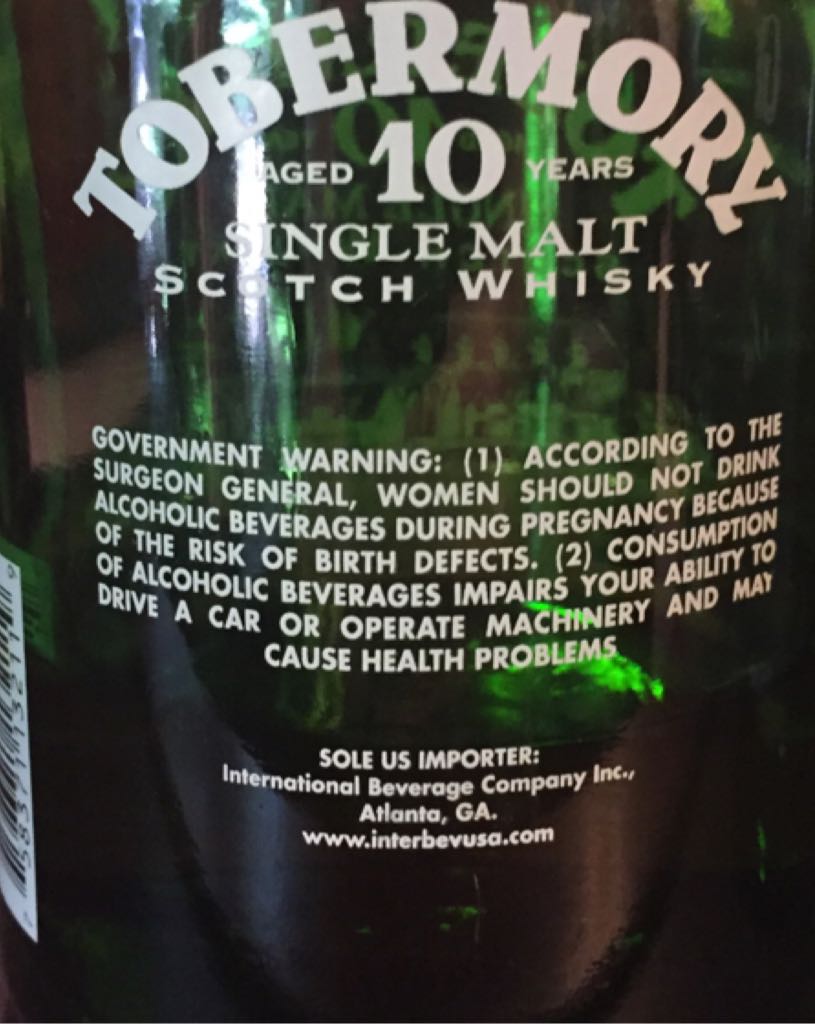 TOBERMORY
AGED 10 YEARS
SINGLE MALT
SCOTCH WHISKY
GOVERNMENT WARNING: (1) ACCORDING TO THE
SURGEON GENERAL, WOMEN SHOULD NOT DRINK
ALCOHOLIC BEVERAGES DURING PREGNANCY BECAUSE
OF THE RISK OF BIRTH DEFECTS. (2) CONSUMPTION
OF ALCOHOLIC BEVERAGES IMPAIRS YOUR ABILITY TO
DRIVE A CAR OR OPERATE MACHINERY AND MAY
CAUSE HEALTH PROBLEMS
SOLE US IMPORTER:
International Beverage Company Inc.,
Atlanta, GA.
www.interbevusa.com